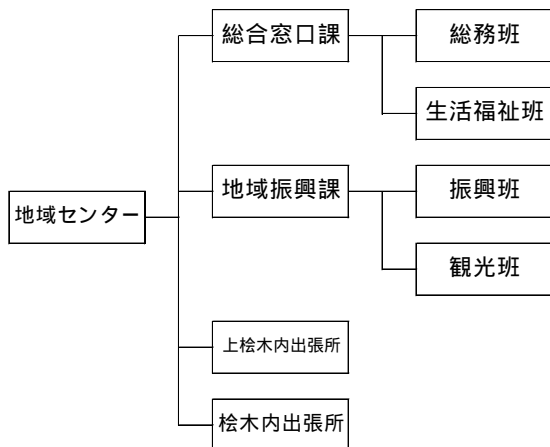 総合窓口課
総務班
生活福祉班
地域センター
地域振興課
振興班
観光班
上桧木内出張所
桧木内出張所